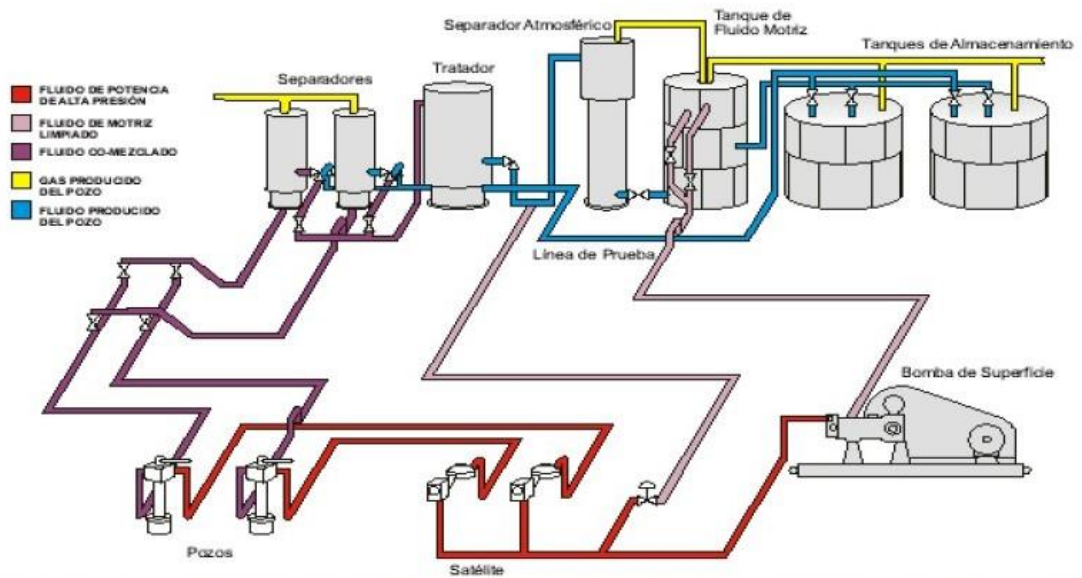 Separador Atmosférico
Tanque de
Fluido Motriz
Tanques de Almacenamiento
Separadores
Tratador
FLUIDO DE POTENCIA
DE ALTA PRESIÓN
FLUIDO DE MOTRIZ
LIMPIADO
FLUIDO CO-MEZCLADO
GAS PRODUCIDO
DEL POZO
FLUIDO PRODUCIDO
DEL POZO
Línea de Prueba
Bomba de Superficie
Pozos
Satélite